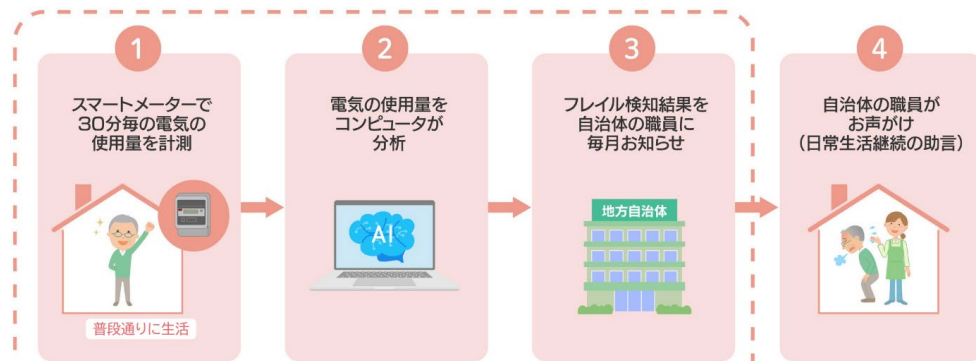 1
スマートメーターで
30分毎の電気の
使用量を計測
普段通りに生活
2
電気の使用量を
コンピュータが
分析
AI
3
フレイル検知結果を
自治体の職員に
毎月お知らせ
地方自治体
4
自治体の職員が
お声がけ
(日常生活継続の助言)